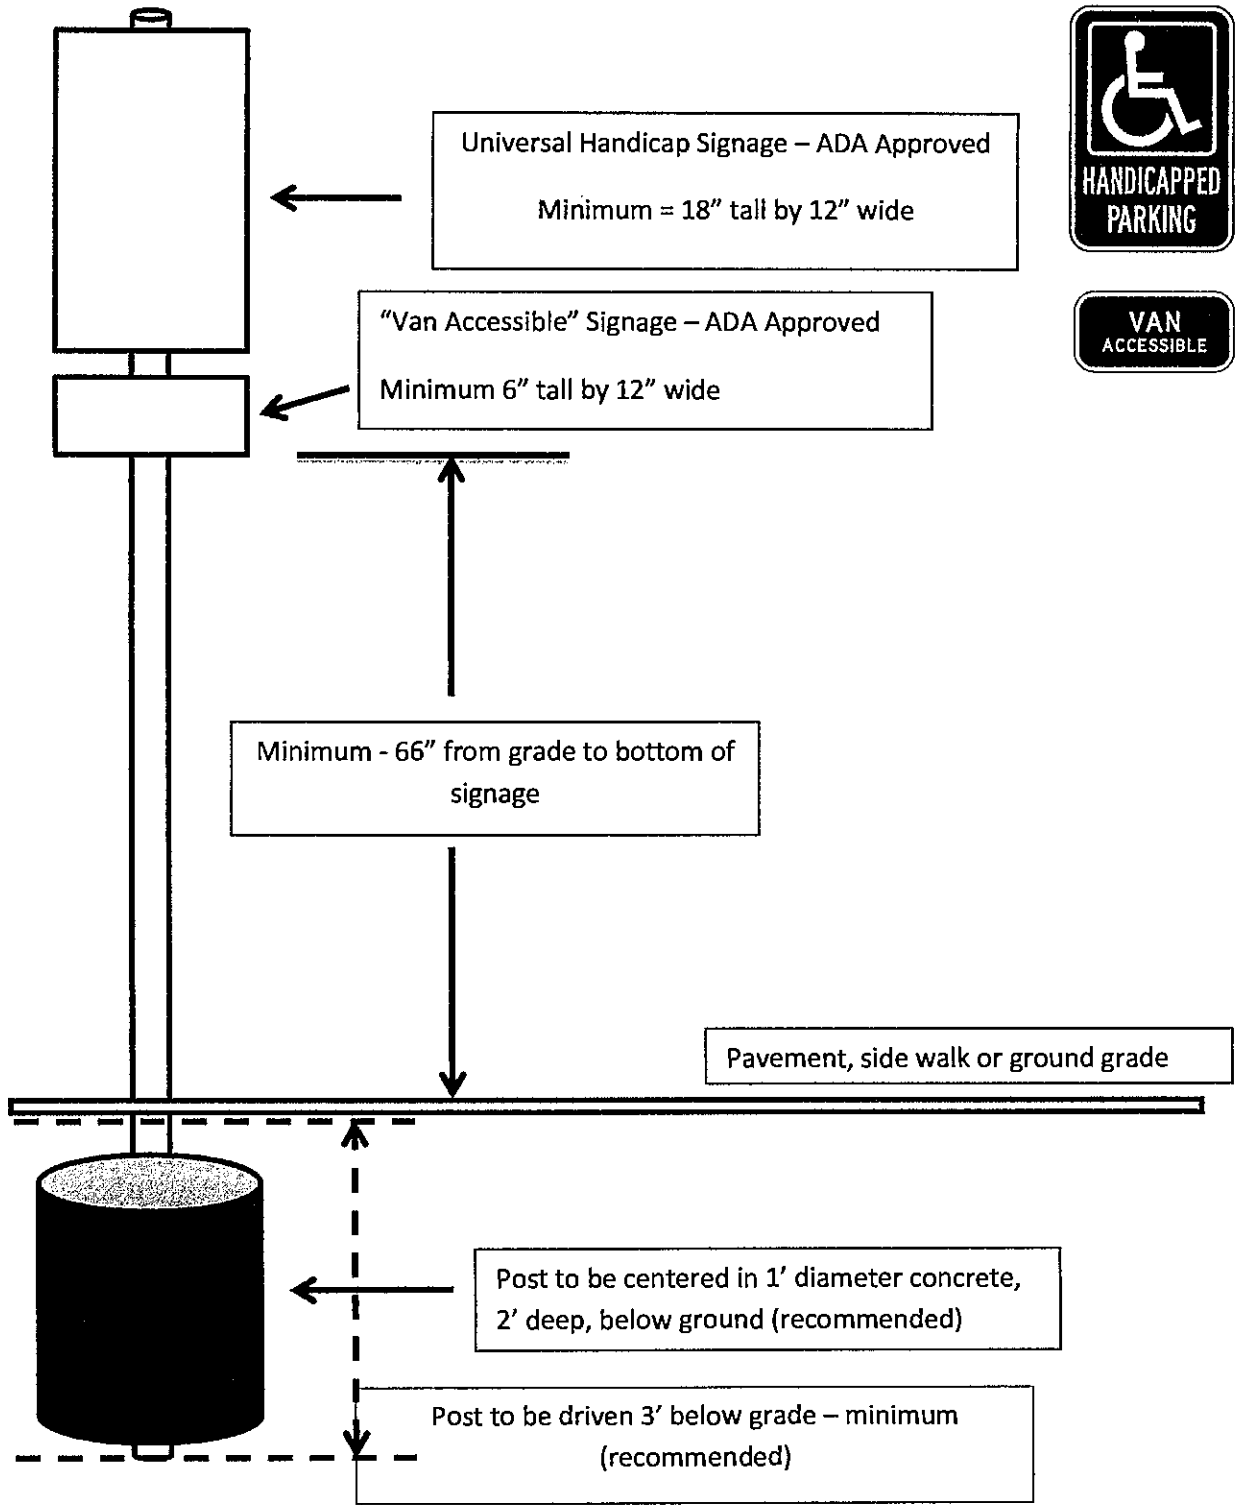 Universal Handicap Signage – ADA Approved
Minimum = 18” tall by 12” wide
HANDICAPPED
PARKING
“Van Accessible” Signage – ADA Approved
Minimum 6” tall by 12” wide
VAN
ACCESSIBLE
Minimum - 66” from grade to bottom of
signage
Pavement, side walk or ground grade
Post to be centered in 1’ diameter concrete,
2’ deep, below ground (recommended)
Post to be driven 3’ below grade – minimum
(recommended)